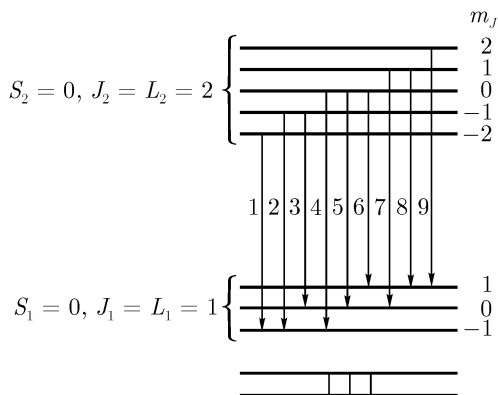 m_J
2
1
S_2 = 0, J_2 = L_2 = 2
0
−1
−2
1 2 3 4 5 6 7 8 9
1
S_1 = 0, J_1 = L_1 = 1
0
−1